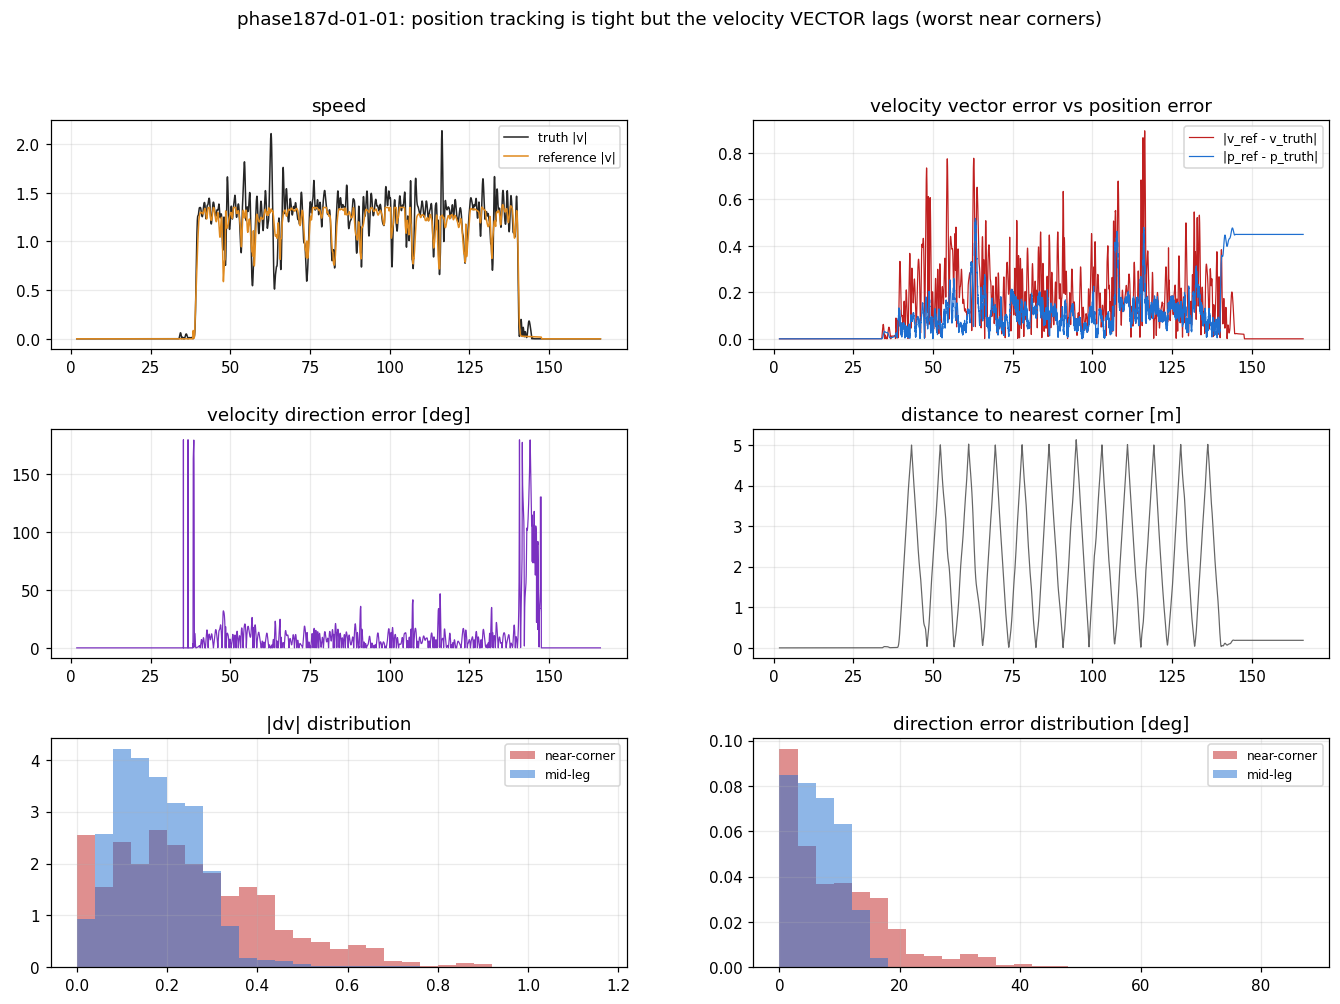 phase187d-01-01: position tracking is tight but the velocity VECTOR lags (worst near corners)
speed
2.0
1.5
1.0
0.5
0.0
truth |v|
reference |v|
0 25 50 75 100 125 150
velocity vector error vs position error
0.8
0.6
0.4
0.2
0.0
|v_ref - v_truth|
|p_ref - p_truth|
0 25 50 75 100 125 150
velocity direction error [deg]
150
100
50
0
0 25 50 75 100 125 150
distance to nearest corner [m]
5
4
3
2
1
0
0 25 50 75 100 125 150
|dv| distribution
4
3
2
1
0
near-corner
mid-leg
0.0 0.2 0.4 0.6 0.8 1.0 1.2
direction error distribution [deg]
0.10
0.08
0.06
0.04
0.02
0.00
near-corner
mid-leg
0 20 40 60 80